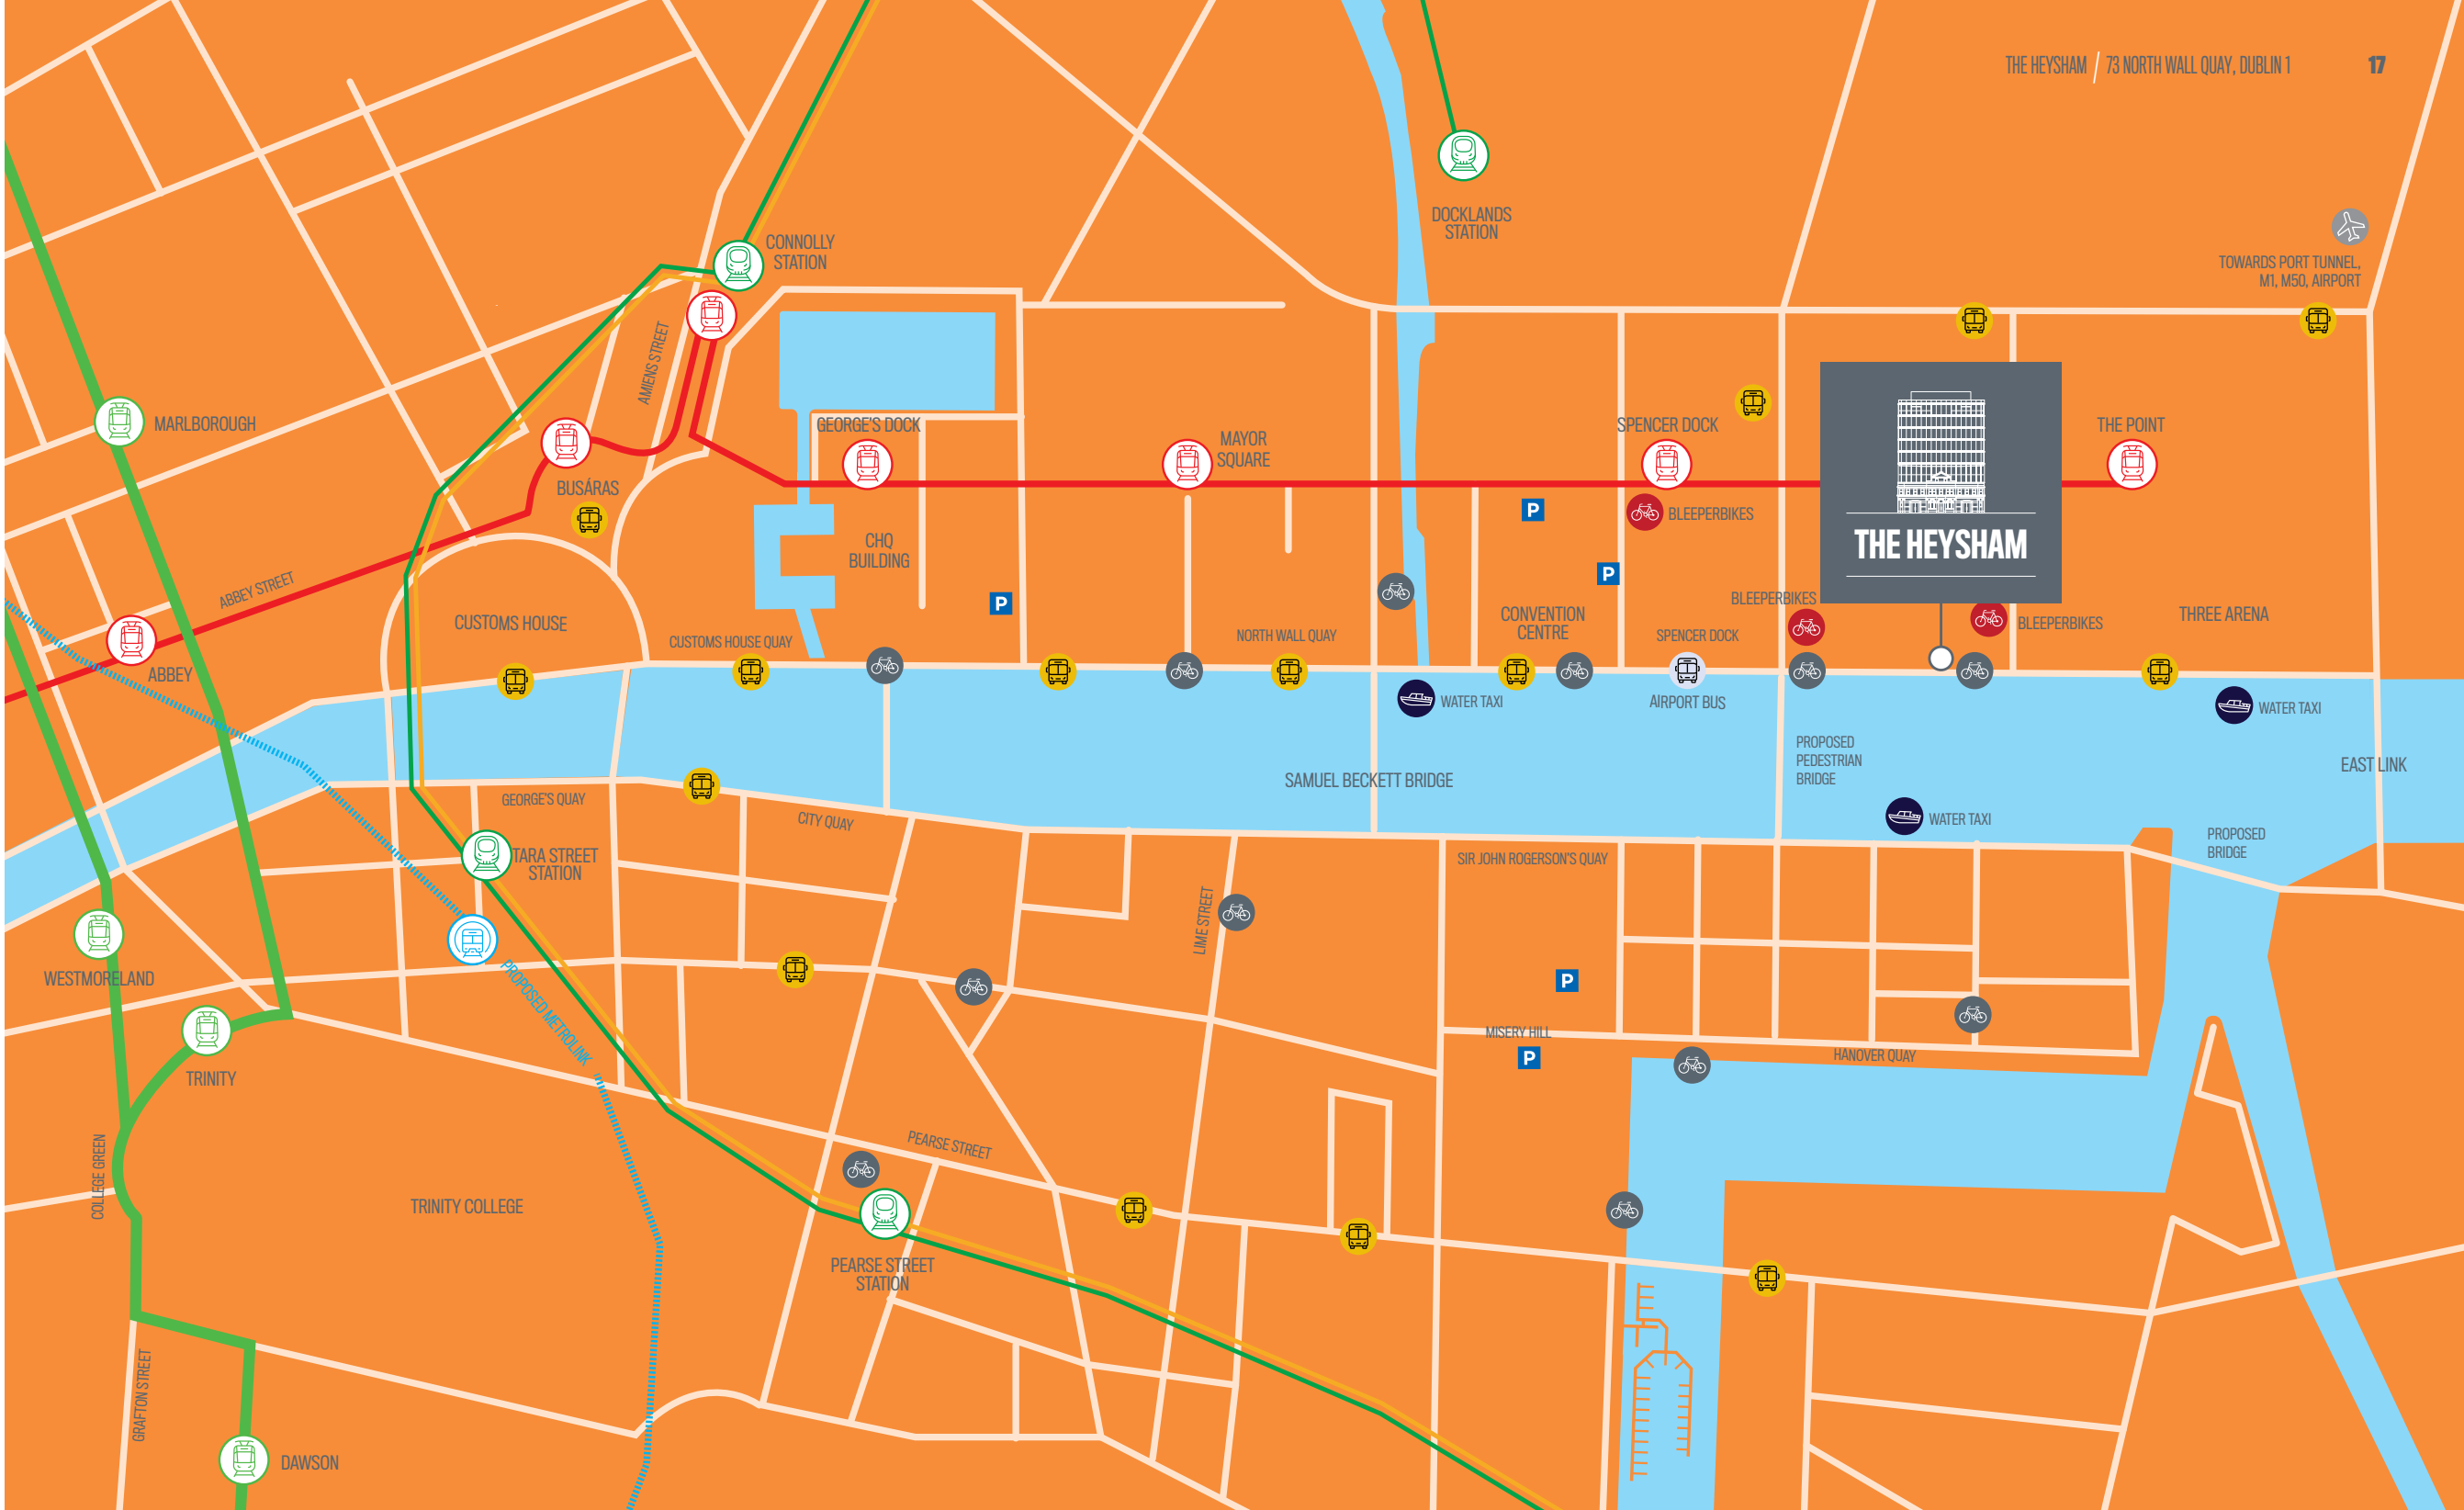 THE HEYSHAM / 73 NORTH WALL QUAY, DUBLIN 1
17
DOCKLANDS
STATION
CONNOLLY
STATION
TOWARDS PORT TUNNEL,
M1, M50, AIRPORT
AMIENS STREET
MARLBOROUGH
GEORGE'S DOCK
MAYOR
SQUARE
SPENCER DOCK
THE POINT
BUSÁRAS
P
BLEEPERBIKES
THE HEYSHAM
CHQ
BUILDING
P
P
ABBEY STREET
CUSTOMS HOUSE
CUSTOMS HOUSE QUAY
NORTH WALL QUAY
CONVENTION
CENTRE
BLEEPERBIKES
SPENCER DOCK
BLEEPERBIKES
THREE ARENA
ABBEY
WATER TAXI
AIRPORT BUS
WATER TAXI
PROPOSED
PEDESTRIAN
BRIDGE
EAST LINK
SAMUEL BECKETT BRIDGE
GEORGE'S QUAY
CITY QUAY
WATER TAXI
PROPOSED
BRIDGE
TARA STREET
STATION
SIR JOHN ROGERSON'S QUAY
LIME STREET
WESTMORELAND
PROPOSED METROLINK
P
MISERY HILL
P
HANOVER QUAY
TRINITY
COLLEGE GREEN
PEARSE STREET
TRINITY COLLEGE
PEARSE STREET
STATION
GRAFTON STREET
DAWSON